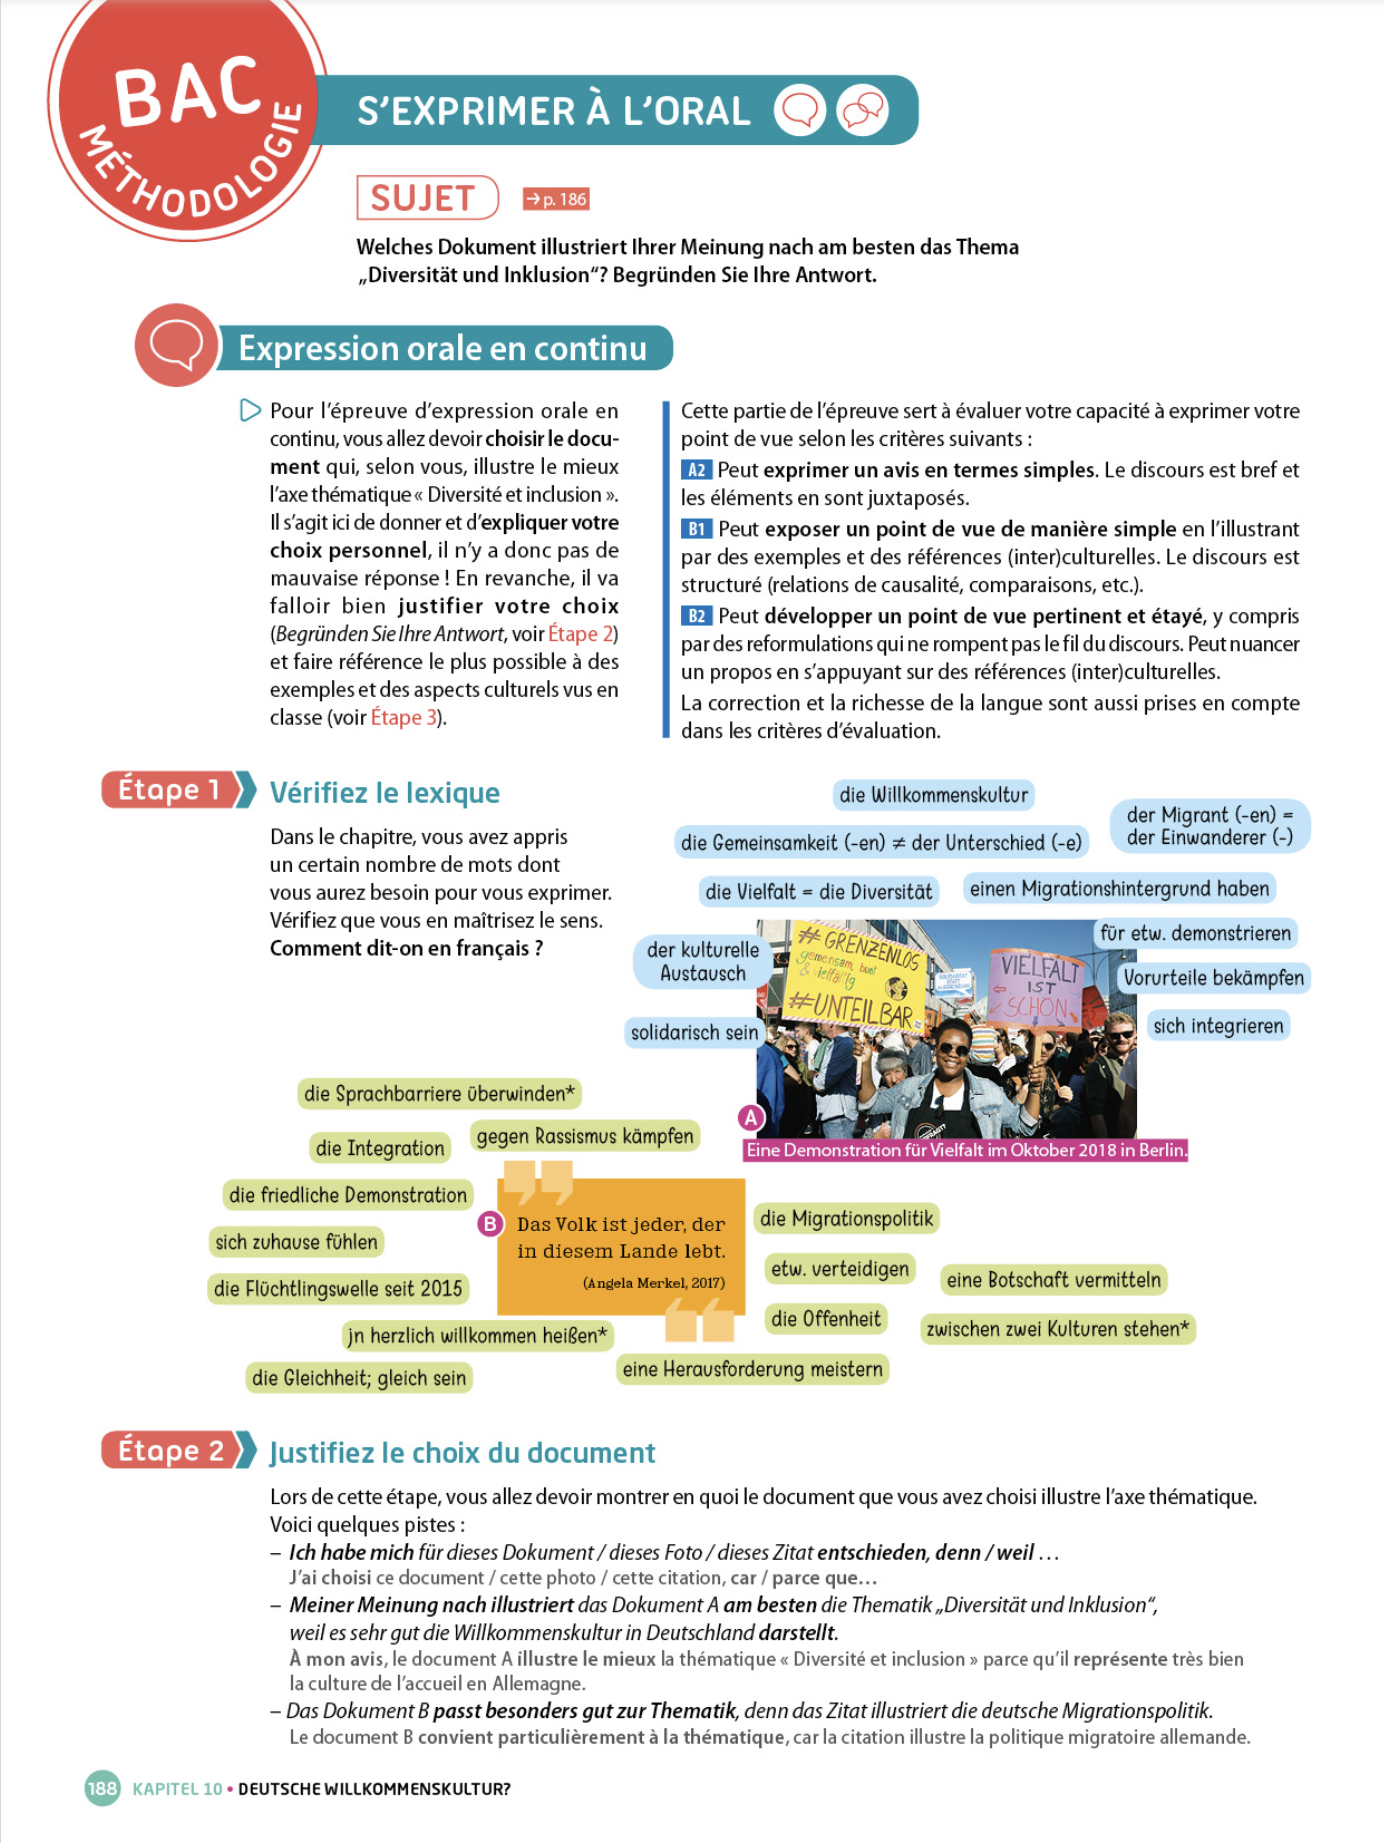 BAC
MÉTHODOLOGIE
S'EXPRIMER À L'ORAL
SUJET
→ p. 186
Welches Dokument illustriert Ihrer Meinung nach am besten das Thema
„Diversität und Inklusion“? Begründen Sie Ihre Antwort.
Expression orale en continu
Pour l'épreuve d'expression orale en
continu, vous allez devoir choisir le docu-
ment qui, selon vous, illustre le mieux
l'axe thématique « Diversité et inclusion ».
Il s'agit ici de donner et d'expliquer votre
choix personnel, il n'y a donc pas de
mauvaise réponse ! En revanche, il va
falloir bien justifier votre choix
(Begründen Sie Ihre Antwort, voir Étape 2)
et faire référence le plus possible à des
exemples et des aspects culturels vus en
classe (voir Étape 3).
Cette partie de l'épreuve sert à évaluer votre capacité à exprimer votre
point de vue selon les critères suivants :
A2 Peut exprimer un avis en termes simples. Le discours est bref et
les éléments en sont juxtaposés.
B1 Peut exposer un point de vue de manière simple en l'illustrant
par des exemples et des références (inter)culturelles. Le discours est
structuré (relations de causalité, comparaisons, etc.).
B2 Peut développer un point de vue pertinent et étayé, y compris
par des reformulations qui ne rompent pas le fil du discours. Peut nuancer
un propos en s'appuyant sur des références (inter)culturelles.
La correction et la richesse de la langue sont aussi prises en compte
dans les critères d'évaluation.
Étape 1
Vérifiez le lexique
Dans le chapitre, vous avez appris
un certain nombre de mots dont
vous aurez besoin pour vous exprimer.
Vérifiez que vous en maîtrisez le sens.
Comment dit-on en français ?
die Willkommenskultur
der Migrant (-en) =
der Einwanderer (-)
die Gemeinsamkeit (-en) ≠ der Unterschied (-e)
die Vielfalt = die Diversität
einen Migrationshintergrund haben
der kulturelle
Austausch
für etw. demonstrieren
Vorurteile bekämpfen
solidarisch sein
sich integrieren
# GRENZENLOS
gemeinsam, bunt
& vielfältig
#UNTEILBAR
VIELFALT
IST
SCHÖN
A
Eine Demonstration für Vielfalt im Oktober 2018 in Berlin.
die Sprachbarriere überwinden*
die Integration
gegen Rassismus kämpfen
die friedliche Demonstration
sich zuhause fühlen
die Flüchtlingswelle seit 2015
jn herzlich willkommen heißen*
die Gleichheit; gleich sein
B
Das Volk ist jeder, der
in diesem Lande lebt.
(Angela Merkel, 2017)
die Migrationspolitik
etw. verteidigen
eine Botschaft vermitteln
die Offenheit
zwischen zwei Kulturen stehen*
eine Herausforderung meistern
Étape 2
Justifiez le choix du document
Lors de cette étape, vous allez devoir montrer en quoi le document que vous avez choisi illustre l'axe thématique.
Voici quelques pistes :
– Ich habe mich für dieses Dokument / dieses Foto / dieses Zitat entschieden, denn / weil …
J'ai choisi ce document / cette photo / cette citation, car / parce que…
– Meiner Meinung nach illustriert das Dokument A am besten die Thematik „Diversität und Inklusion“,
weil es sehr gut die Willkommenskultur in Deutschland darstellt.
À mon avis, le document A illustre le mieux la thématique « Diversité et inclusion » parce qu'il représente très bien
la culture de l'accueil en Allemagne.
– Das Dokument B passt besonders gut zur Thematik, denn das Zitat illustriert die deutsche Migrationspolitik.
Le document B convient particulièrement à la thématique, car la citation illustre la politique migratoire allemande.
188 KAPITEL 10 • DEUTSCHE WILLKOMMENSKULTUR?